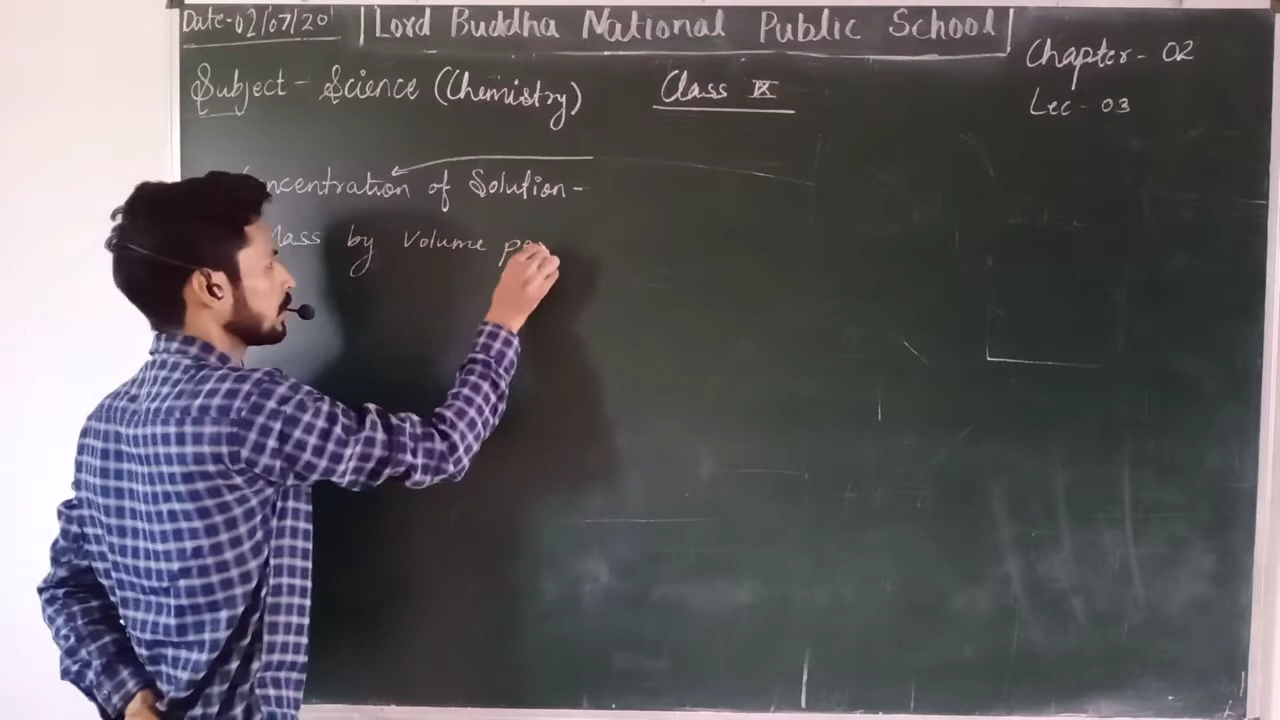 Date-02/07/20
Lord Buddha National Public School
Chapter- 02
Subject - Science (Chemistry)
Class IX
Lec - 03
oncentration of Solution-
Mass by Volume per